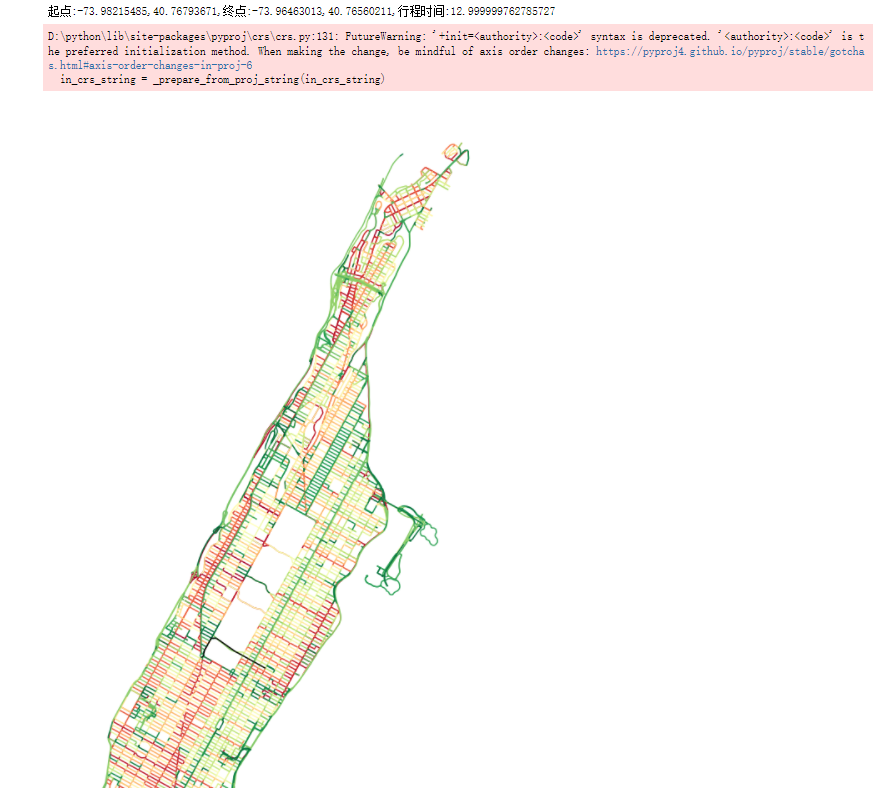 起点:-73.98215485,40.76793671,终点:-73.96463013,40.76560211,行程时间:12.999999762785727
D:\python\lib\site-packages\pyproj\crs\crs.py:131: FutureWarning: '+init=<authority>:<code>' syntax is deprecated. '<authority>:<code>' is t
he preferred initialization method. When making the change, be mindful of axis order changes: https://pyproj4.github.io/pyproj/stable/gotcha
s.html#axis-order-changes-in-proj-6
in_crs_string = _prepare_from_proj_string(in_crs_string)